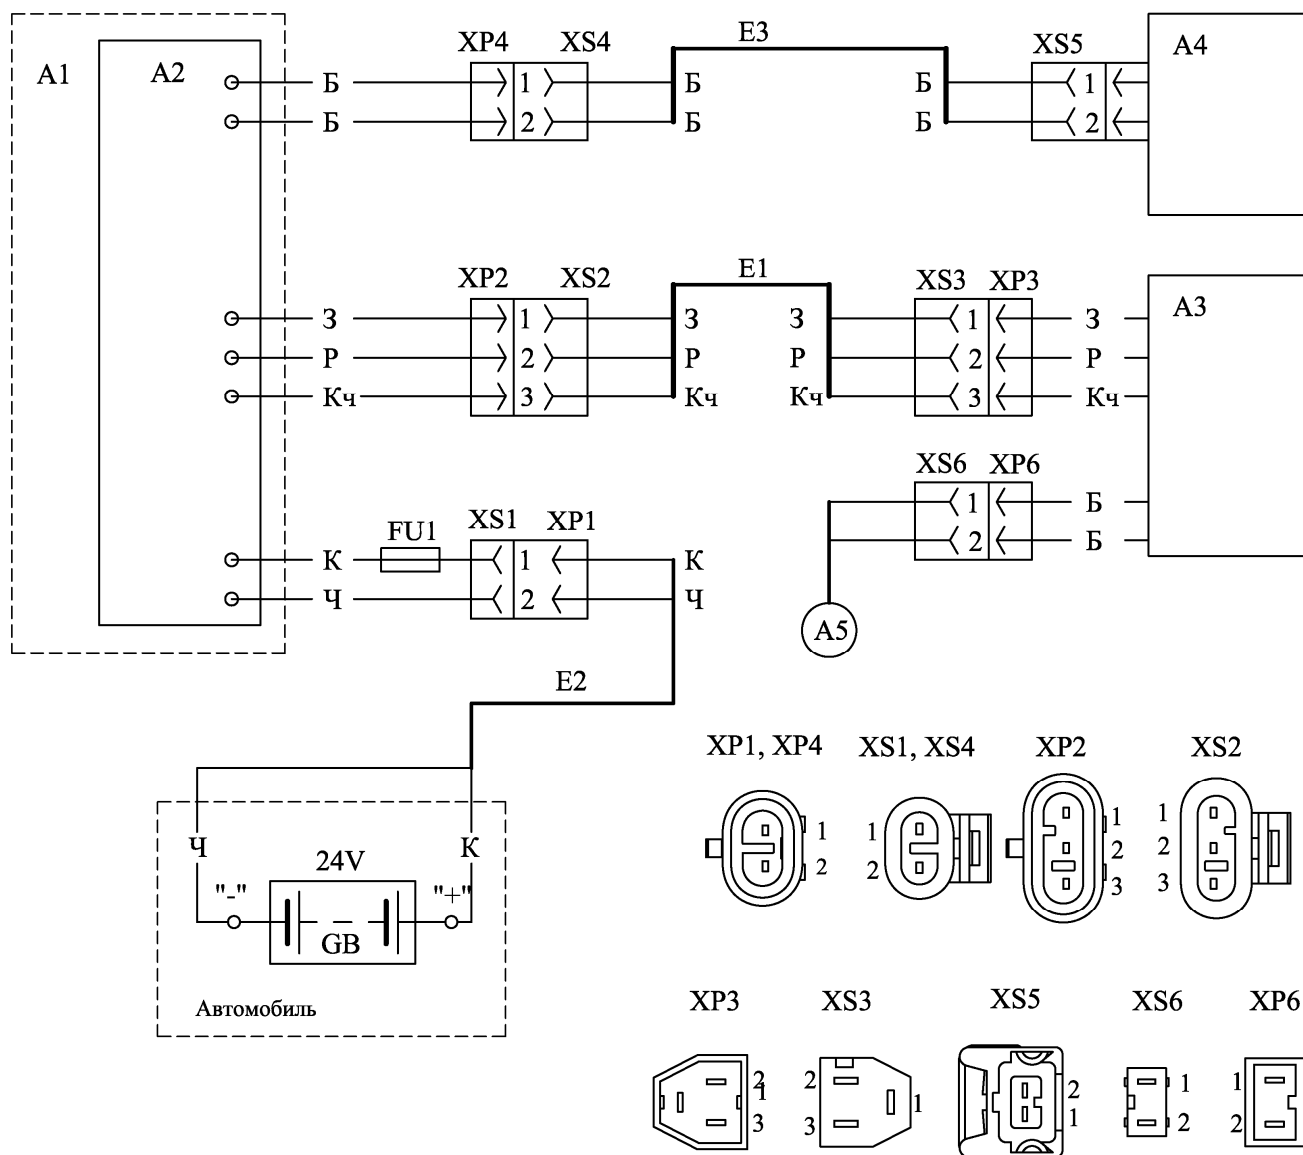 A1
A2
Б
XP4
XS4
1
Б
E3
Б
XS5
1
A4
Б
2
Б
Б
2
XP2
XS2
E1
XS3
XP3
A3
З
1
З
З
1
З
Р
2
Р
Р
2
Р
Кч
3
Кч
Кч
3
Кч
XS6
XP6
1
Б
2
Б
FU1
XS1
XP1
К
1
К
Ч
2
Ч
A5
E2
XP1, XP4
XS1, XS4
XP2
XS2
1
2
1
2
1
2
3
1
2
3
Ч
24V
К
"-"
"+"
GB
Автомобиль
XP3
XS3
XS5
XS6
XP6
2
1
3
2
3
1
2
1
1
2
1
2